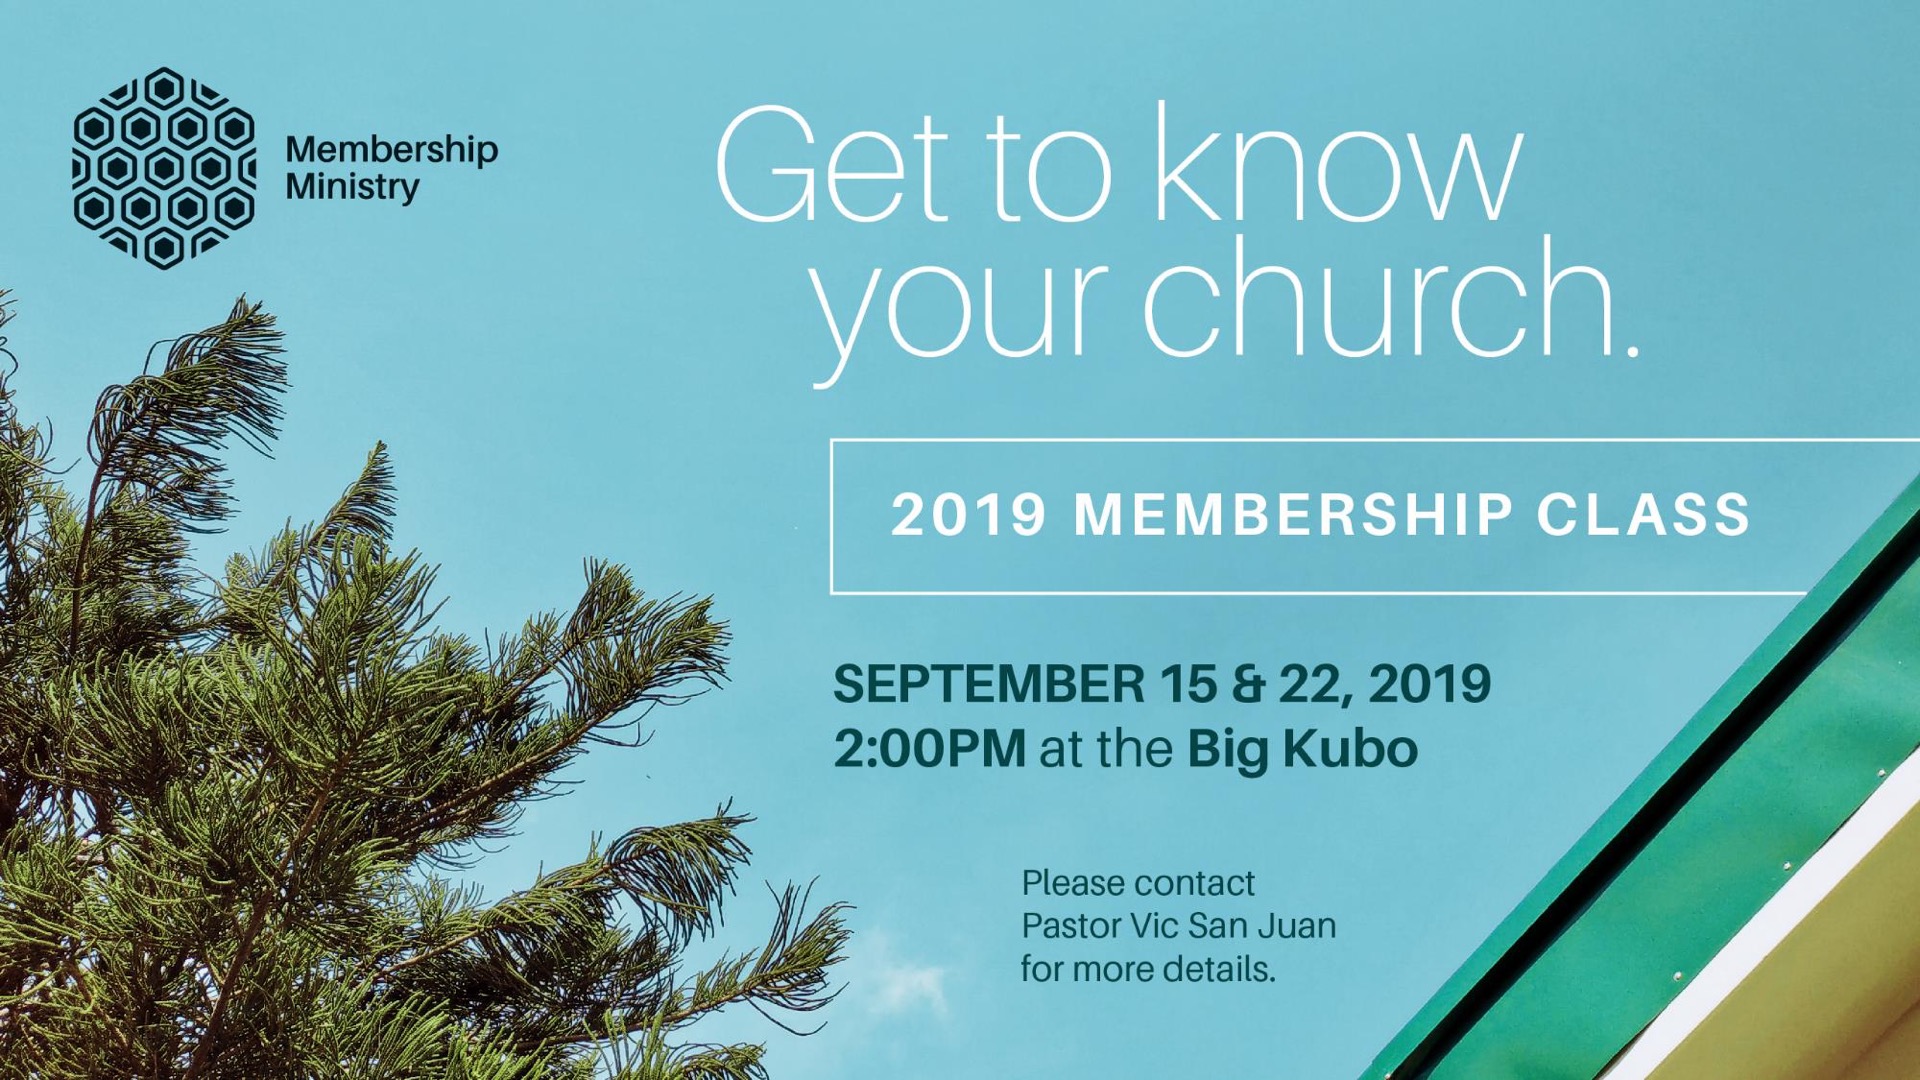 Membership
Ministry
Get to know
your church.
2019 MEMBERSHIP CLASS
SEPTEMBER 15 & 22, 2019
2:00PM at the Big Kubo
Please contact
Pastor Vic San Juan
for more details.